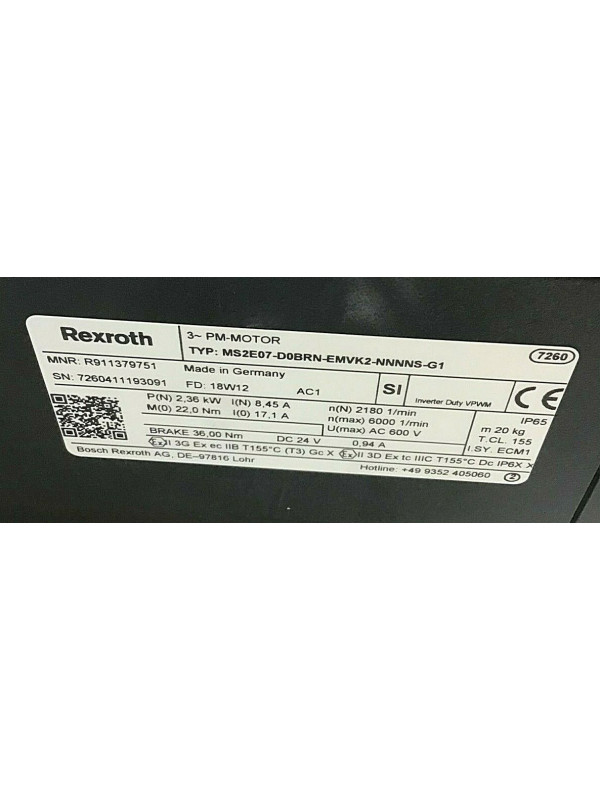 Rexroth
3~ PM-MOTOR
TYP: MS2E07-D0BRN-EMVK2-NNNNS-G1
7260
MNR: R911379751
Made in Germany
SN: 7260411193091
FD: 18W12
AC1
SI
Inverter Duty VPWM
CE
P(N) 2,36 kW I(N) 8,45 A
n(N) 2180 1/min
IP65
M(0) 22,0 Nm I(0) 17,1 A
n(max) 6000 1/min
m 20 kg
U(max) AC 600 V
T.CL. 155
BRAKE 36,00 Nm DC 24 V 0,94 A
I.SY. ECM1
Ex II 3G Ex ec IIB T155°C (T3) Gc X Ex II 3D Ex tc IIIC T155°C Dc IP6X X
Bosch Rexroth AG, DE-97816 Lohr
Hotline: +49 9352 405060
2